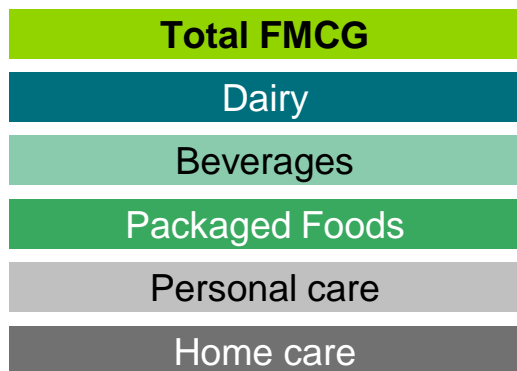 Total FMCG
Dairy
Beverages
Packaged Foods
Personal care
Home care